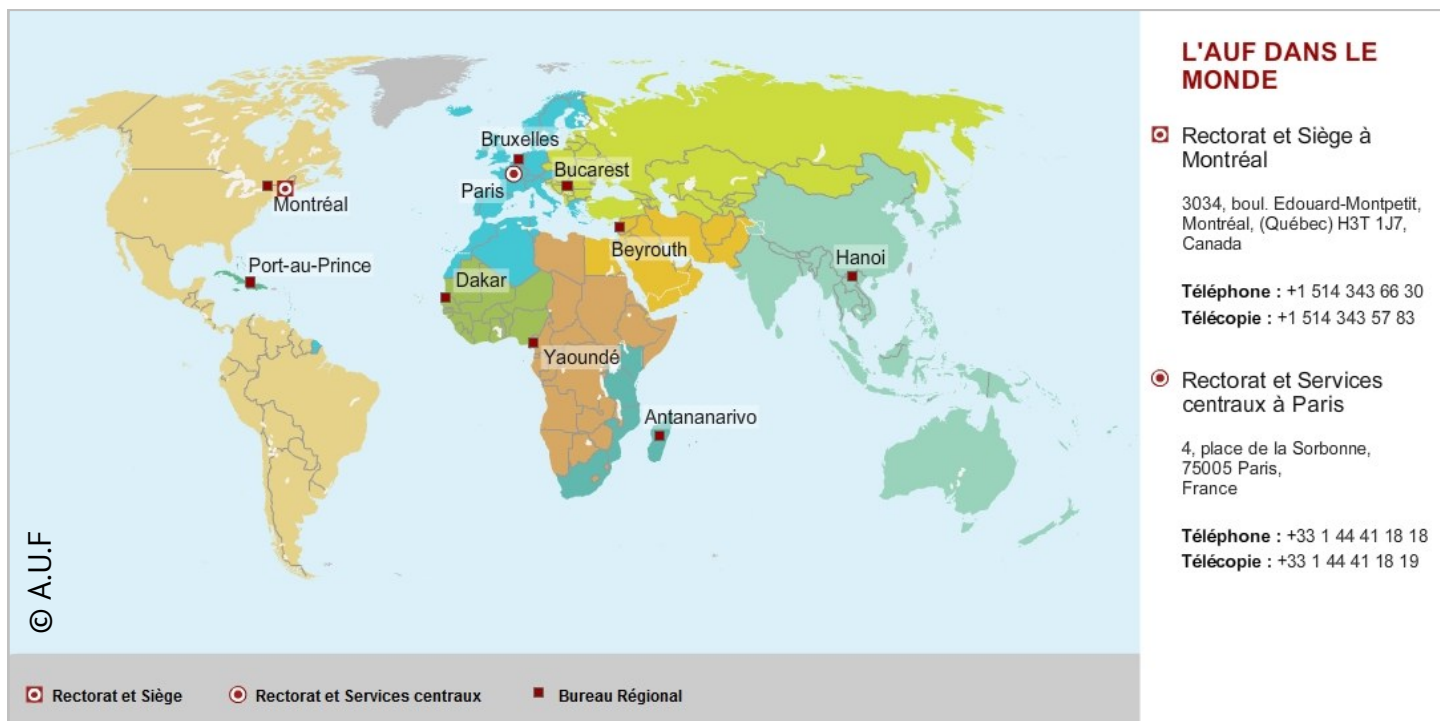 Bruxelles
Bucarest
Paris
Montréal
Beyrouth
Port-au-Prince
Hanoi
Dakar
Yaoundé
Antananarivo
© A.U.F
Rectorat et Siège
Rectorat et Services centraux
Bureau Régional
L'AUF DANS LE
MONDE
Rectorat et Siège à
Montréal
3034, boul. Edouard-Montpetit,
Montréal, (Québec) H3T 1J7,
Canada
Téléphone : +1 514 343 66 30
Télécopie : +1 514 343 57 83
Rectorat et Services
centraux à Paris
4, place de la Sorbonne,
75005 Paris,
France
Téléphone : +33 1 44 41 18 18
Télécopie : +33 1 44 41 18 19